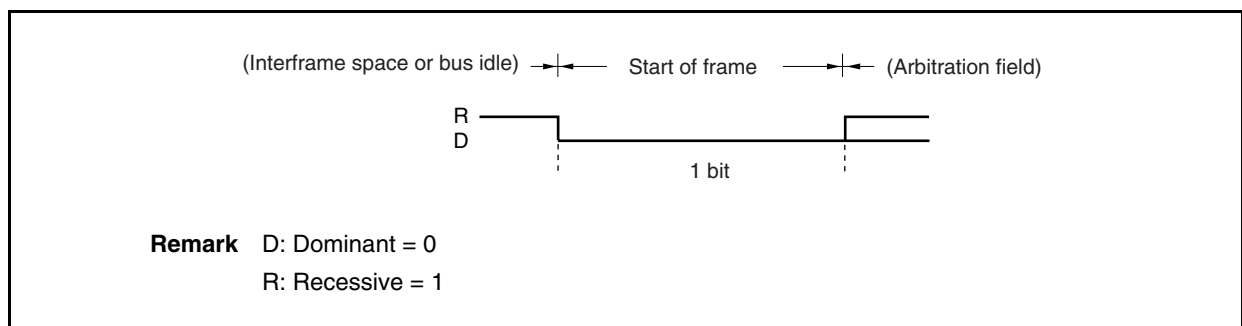 (Interframe space or bus idle) Start of frame (Arbitration field)
R
D
1 bit
Remark D: Dominant = 0
R: Recessive = 1